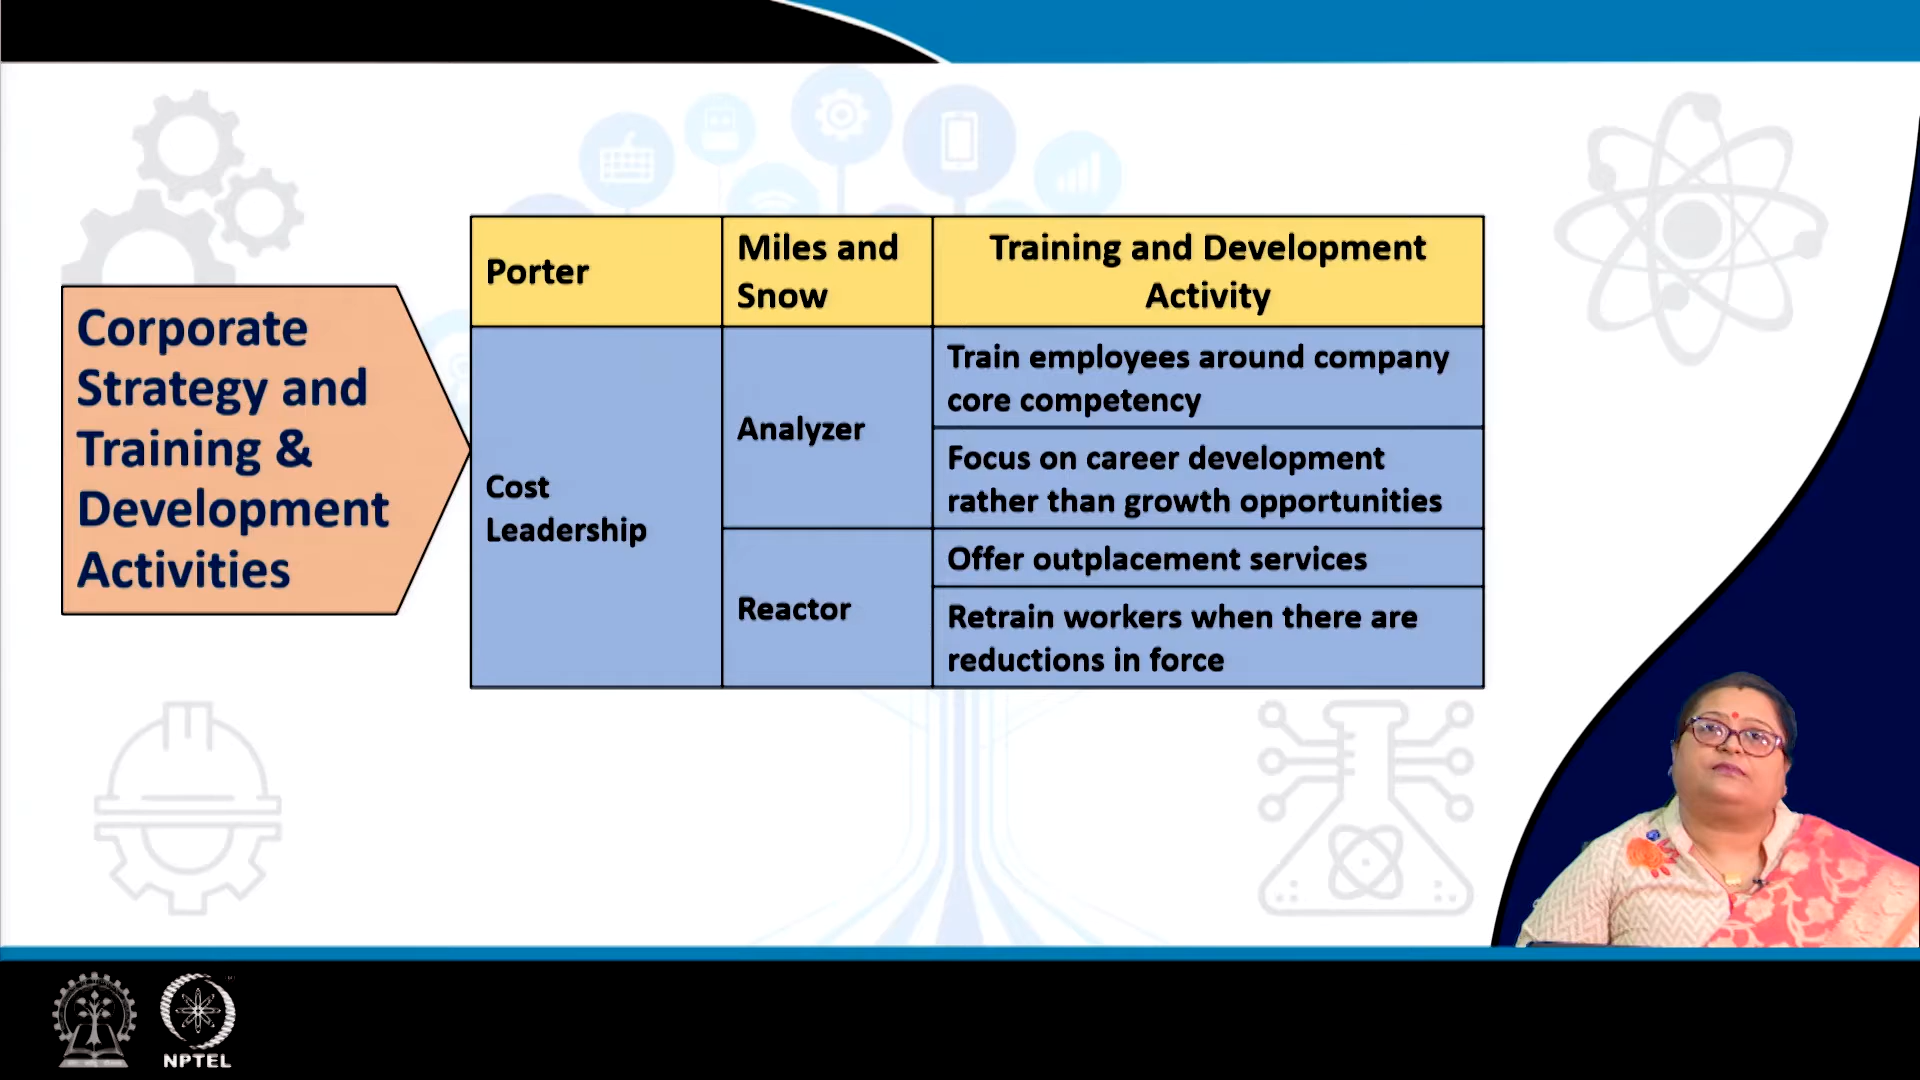 Corporate
Strategy and
Training &
Development
Activities
Porter
Miles and
Snow
Training and Development
Activity
Cost
Leadership
Analyzer
Train employees around company
core competency
Focus on career development
rather than growth opportunities
Reactor
Offer outplacement services
Retrain workers when there are
reductions in force
NPTEL